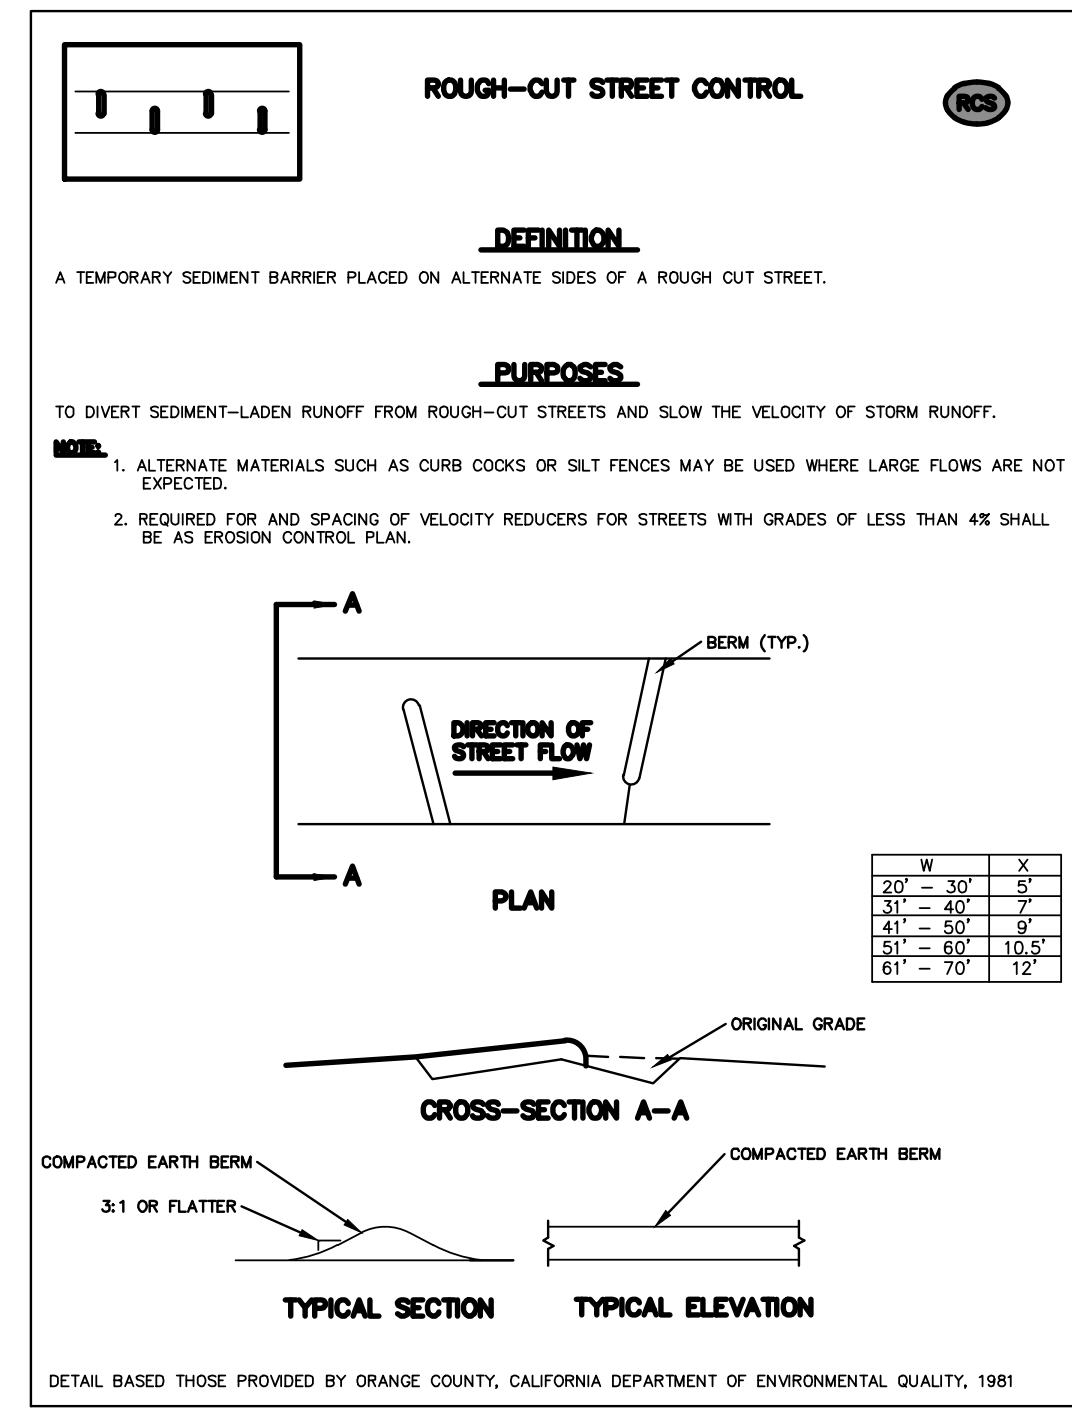 ROUGH-CUT STREET CONTROL
RCS
DEFINITION
A TEMPORARY SEDIMENT BARRIER PLACED ON ALTERNATE SIDES OF A ROUGH CUT STREET.
PURPOSES
TO DIVERT SEDIMENT-LADEN RUNOFF FROM ROUGH-CUT STREETS AND SLOW THE VELOCITY OF STORM RUNOFF.
NOTE:
1. ALTERNATE MATERIALS SUCH AS CURB COCKS OR SILT FENCES MAY BE USED WHERE LARGE FLOWS ARE NOT
EXPECTED.
2. REQUIRED FOR AND SPACING OF VELOCITY REDUCERS FOR STREETS WITH GRADES OF LESS THAN 4% SHALL
BE AS EROSION CONTROL PLAN.
A
BERM (TYP.)
DIRECTION OF
STREET FLOW
A
PLAN
W X
20' - 30' 5'
31' - 40' 7'
41' - 50' 9'
51' - 60' 10.5'
61' - 70' 12'
ORIGINAL GRADE
CROSS-SECTION A-A
COMPACTED EARTH BERM
3:1 OR FLATTER
COMPACTED EARTH BERM
TYPICAL SECTION
TYPICAL ELEVATION
DETAIL BASED THOSE PROVIDED BY ORANGE COUNTY, CALIFORNIA DEPARTMENT OF ENVIRONMENTAL QUALITY, 1981